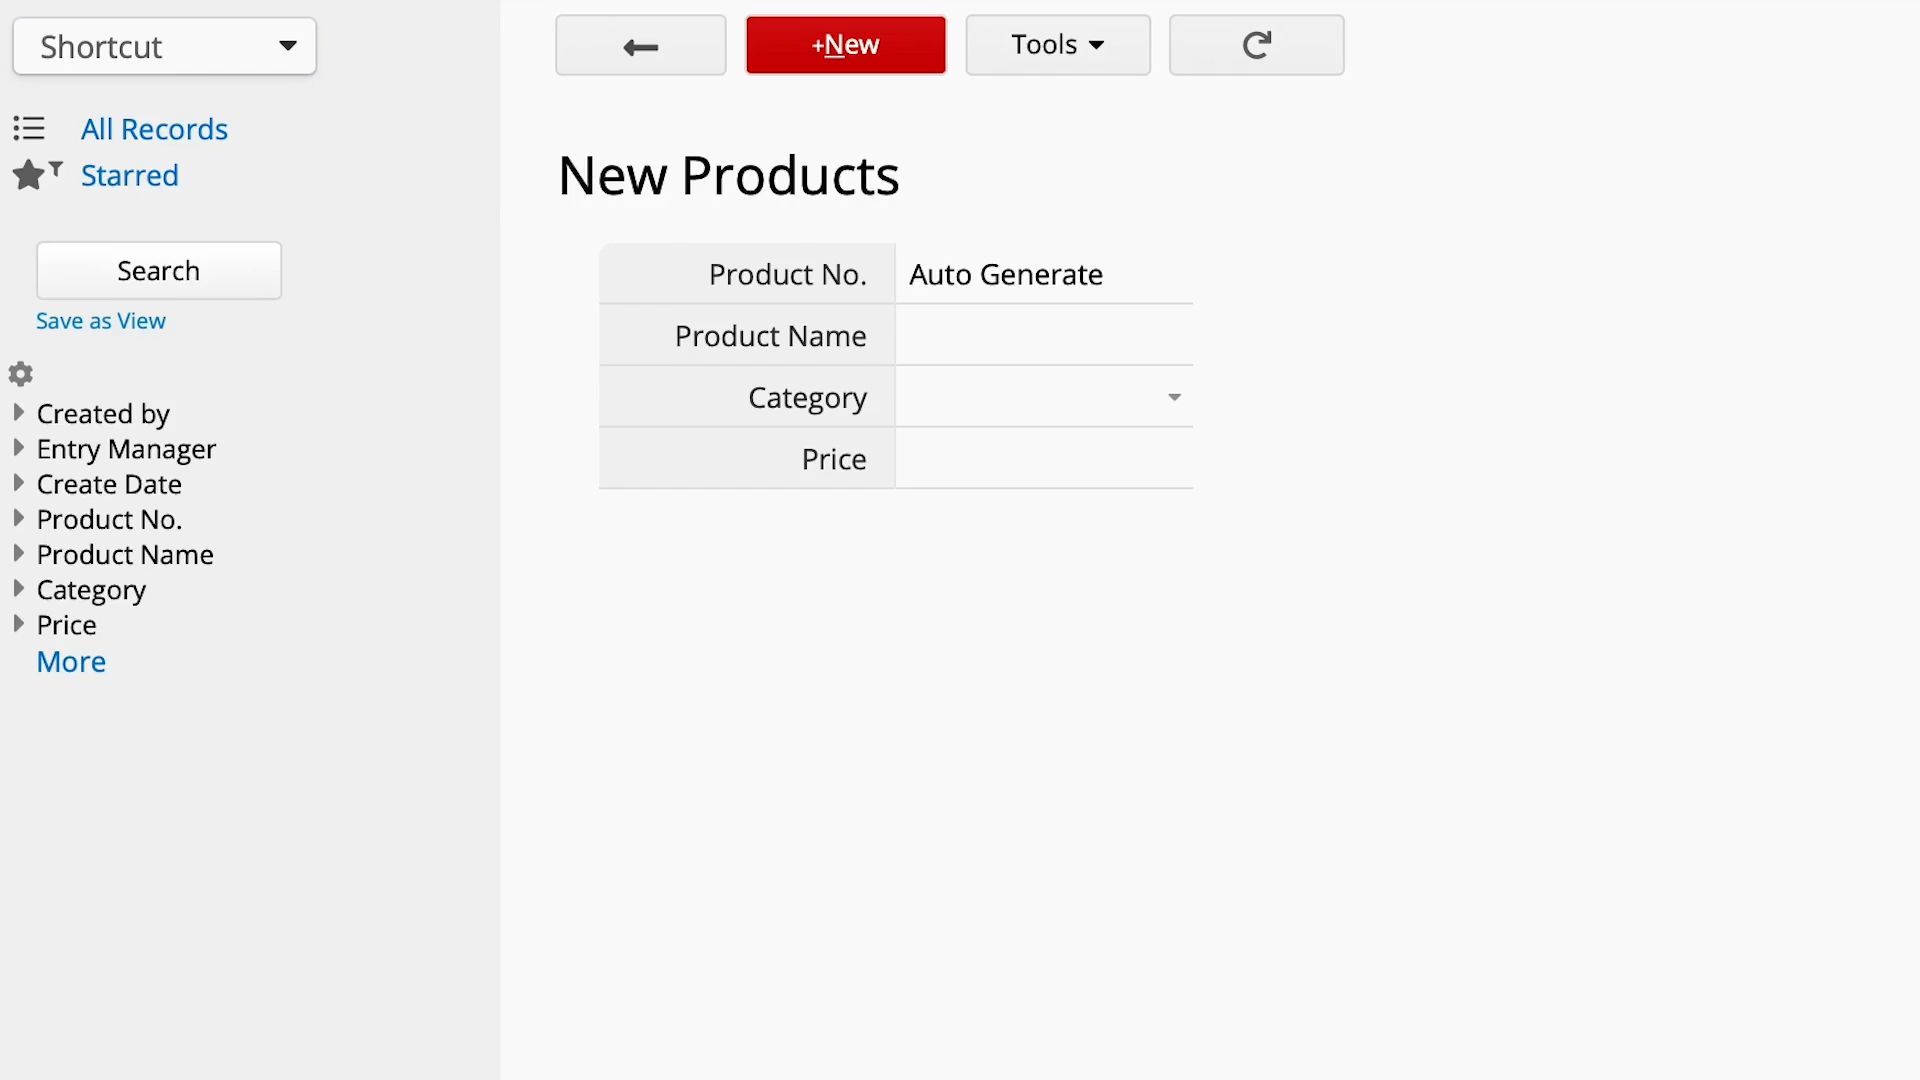 Shortcut
All Records
Starred
Search
Save as View
Created by
Entry Manager
Create Date
Product No.
Product Name
Category
Price
More
+New
Tools
New Products
Product No. Auto Generate
Product Name
Category
Price